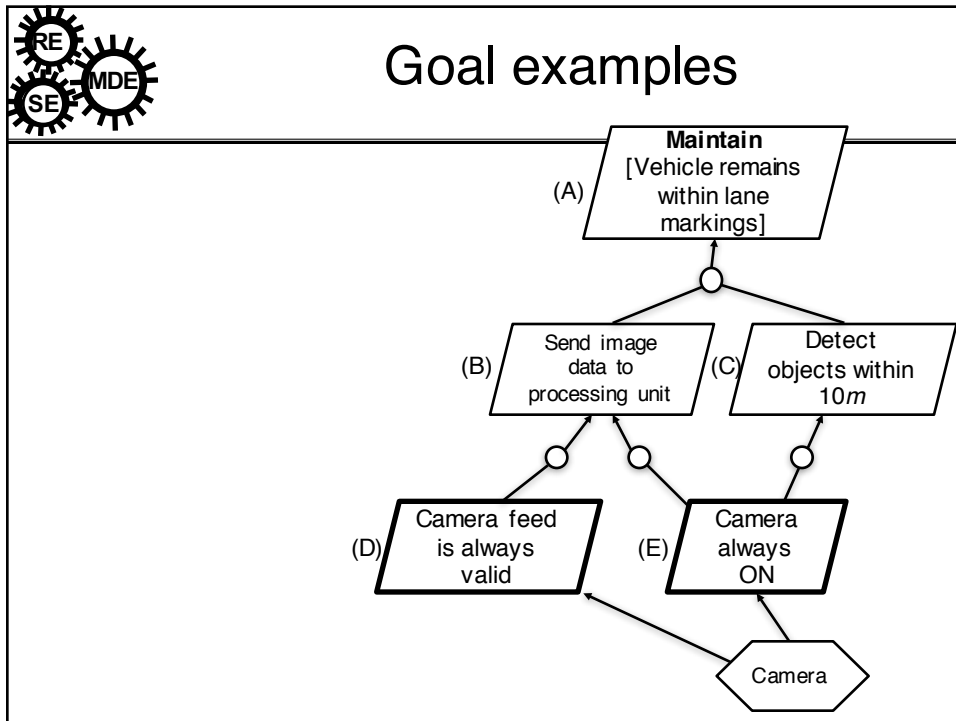 RE
MDE
SE
Goal examples
Maintain
[Vehicle remains
within lane
markings]
(A)
Send image
data to
processing unit
(B)
Detect
objects within
10m
(C)
Camera feed
is always
valid
(D)
Camera
always
ON
(E)
Camera